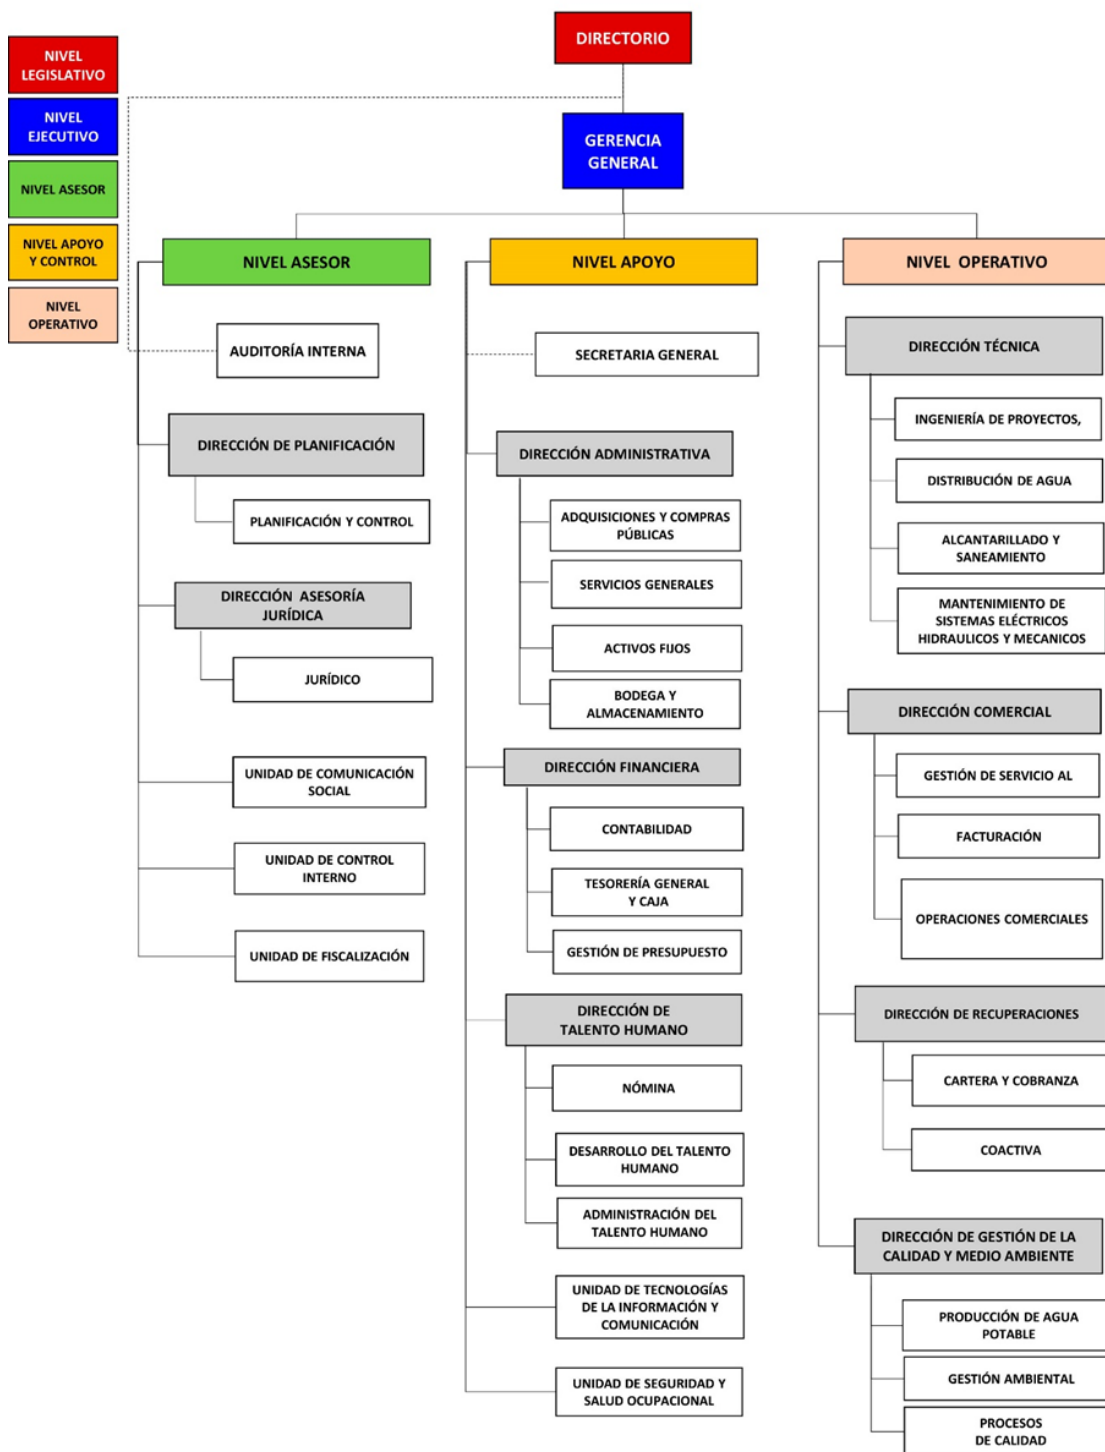 DIRECTORIO
NIVEL
LEGISLATIVO
NIVEL
EJECUTIVO
NIVEL ASESOR
NIVEL APOYO
Y CONTROL
NIVEL
OPERATIVO
GERENCIA
GENERAL
NIVEL ASESOR
AUDITORÍA INTERNA
DIRECCIÓN DE PLANIFICACIÓN
PLANIFICACIÓN Y CONTROL
DIRECCIÓN ASESORÍA
JURÍDICA
JURÍDICO
UNIDAD DE COMUNICACIÓN
SOCIAL
UNIDAD DE CONTROL
INTERNO
UNIDAD DE FISCALIZACIÓN
NIVEL APOYO
SECRETARIA GENERAL
DIRECCIÓN ADMINISTRATIVA
ADQUISICIONES Y COMPRAS
PÚBLICAS
SERVICIOS GENERALES
ACTIVOS FIJOS
BODEGA Y
ALMACENAMIENTO
DIRECCIÓN FINANCIERA
CONTABILIDAD
TESORERÍA GENERAL
Y CAJA
GESTIÓN DE PRESUPUESTO
DIRECCIÓN DE
TALENTO HUMANO
NÓMINA
DESARROLLO DEL TALENTO
HUMANO
ADMINISTRACIÓN DEL
TALENTO HUMANO
UNIDAD DE TECNOLOGÍAS
DE LA INFORMACIÓN Y
COMUNICACIÓN
UNIDAD DE SEGURIDAD Y
SALUD OCUPACIONAL
NIVEL OPERATIVO
DIRECCIÓN TÉCNICA
INGENIERÍA DE PROYECTOS,
DISTRIBUCIÓN DE AGUA
ALCANTARILLADO Y
SANEAMIENTO
MANTENIMIENTO DE
SISTEMAS ELÉCTRICOS
HIDRAULICOS Y MECANICOS
DIRECCIÓN COMERCIAL
GESTIÓN DE SERVICIO AL
FACTURACIÓN
OPERACIONES COMERCIALES
DIRECCIÓN DE RECUPERACIONES
CARTERA Y COBRANZA
COACTIVA
DIRECCIÓN DE GESTIÓN DE LA
CALIDAD Y MEDIO AMBIENTE
PRODUCCIÓN DE AGUA
POTABLE
GESTIÓN AMBIENTAL
PROCESOS
DE CALIDAD